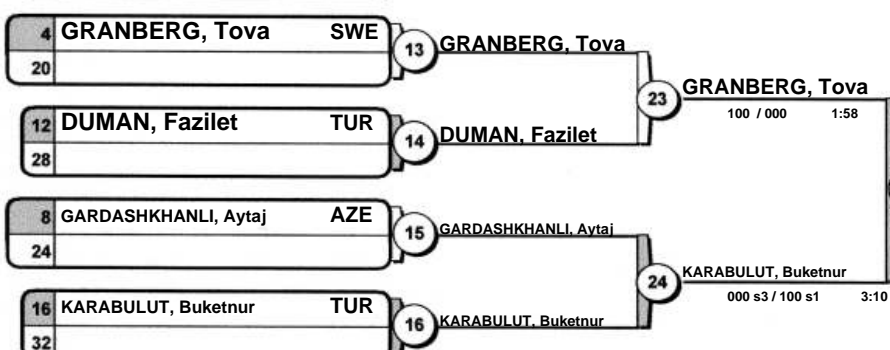 4 GRANBERG, Tova SWE
20
13 GRANBERG, Tova
12 DUMAN, Fazilet TUR
28
14 DUMAN, Fazilet
23 GRANBERG, Tova
100 / 000 1:58
8 GARDASHKHANLI, Aytaj AZE
24
15 GARDASHKHANLI, Aytaj
16 KARABULUT, Buketnur TUR
32
16 KARABULUT, Buketnur
24 KARABULUT, Buketnur
000 s3 / 100 s1 3:10